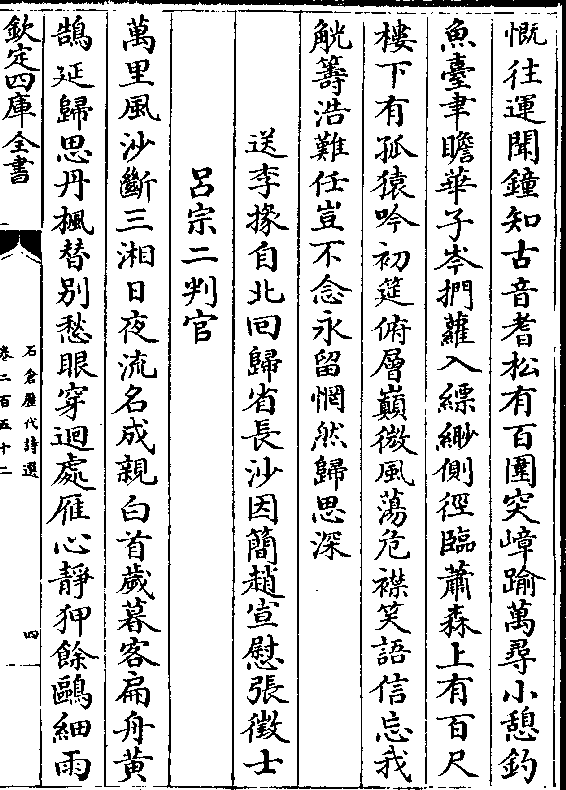 慨往運聞鐘知古音耆松有百圍突嶂踰萬尋小憩釣
魚臺聿瞻華子岑捫蘿入縹緲側徑臨蕭森上有百尺
樓下有孤猿吟初筵俯層巔微風蕩危襟笑語信忘我
觥籌浩難任豈不念永留惘然歸思深
送李掾自北回歸省長沙因簡趙宣慰張徵士
呂宗二判官
萬里風沙斷三湘日夜流名成親白首歲暮客扁舟黃
鵠延歸思丹楓替別愁眼穿迴處雁心靜狎餘鷗細雨
欽定四庫全書
石倉歷代詩選
卷二百五十二
四